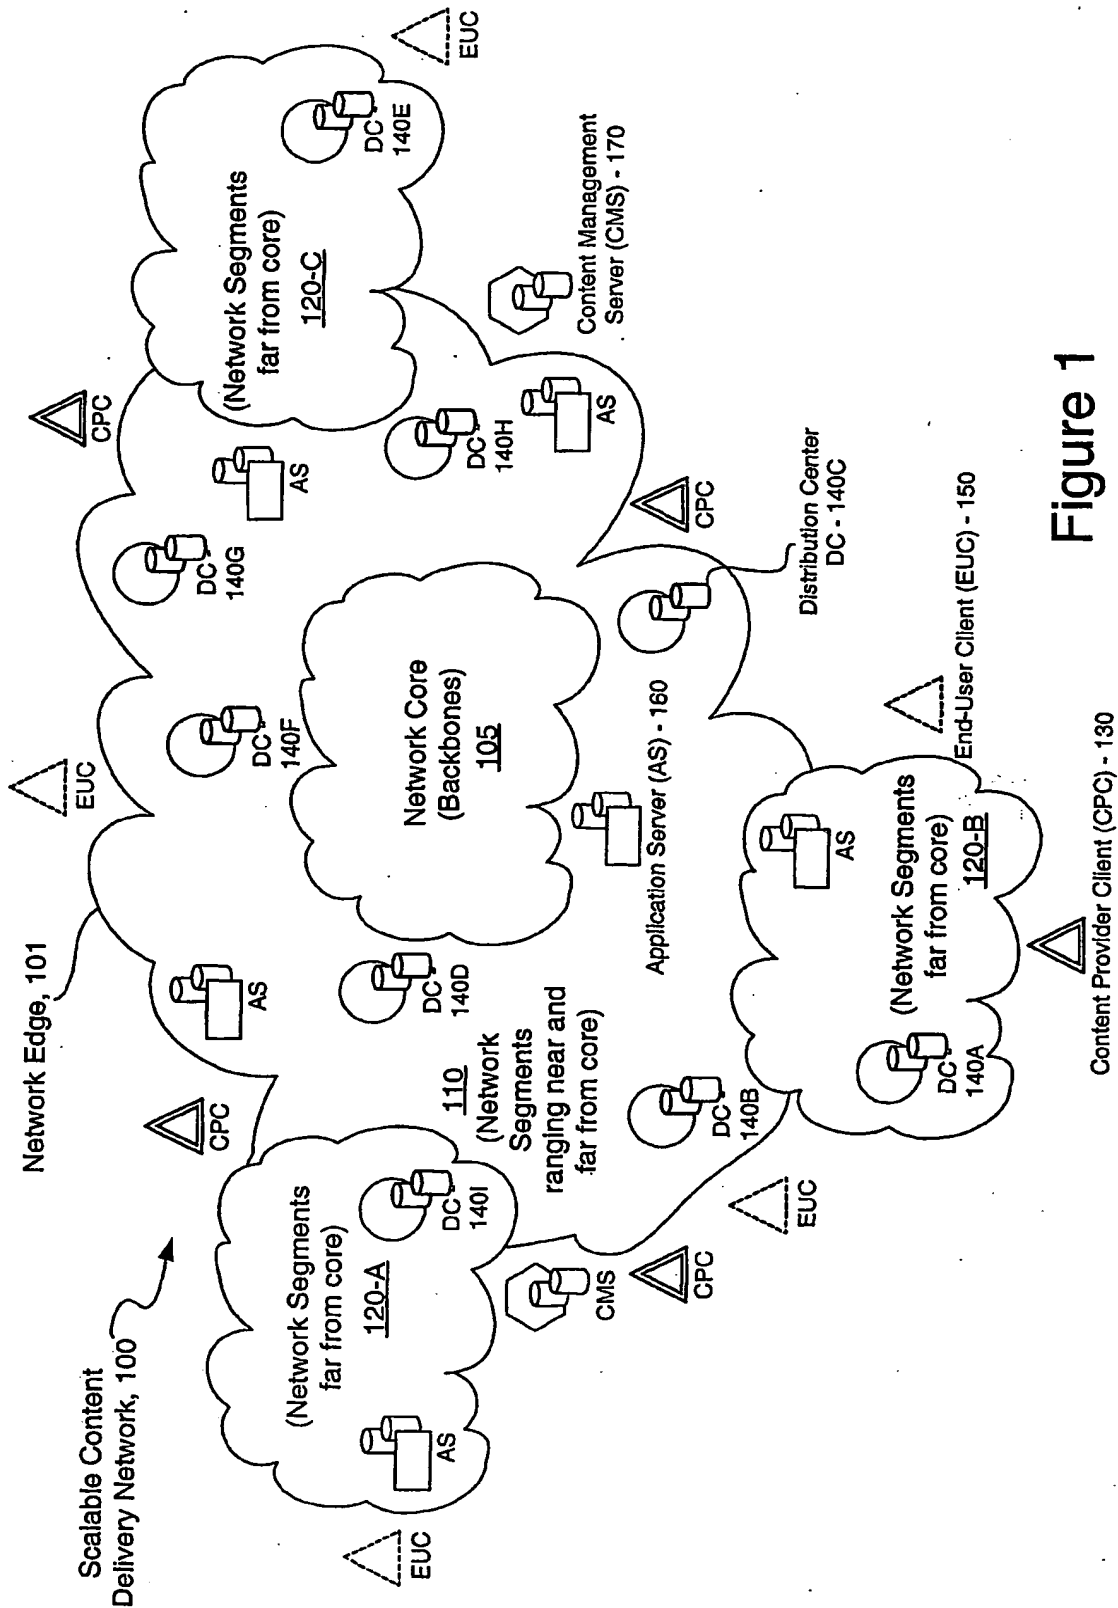 Scalable Content
Delivery Network, 100
Network Edge, 101
EUC
CPC
EUC
CPC
EUC
(Network Segments
far from core)
120-A
AS
DC
140I
AS
DC
140D
DC
140F
DC
140G
AS
(Network Segments
far from core)
120-C
DC
140E
110
(Network
Segments
ranging near and
far from core)
Network Core
(Backbones)
105
DC
140H
AS
CMS
CPC
EUC
DC
140B
Application Server (AS) - 160
CPC
Content Management
Server (CMS) - 170
Distribution Center
DC - 140C
(Network Segments
far from core)
120-B
DC
140A
AS
End-User Client (EUC) - 150
Content Provider Client (CPC) - 130
Figure 1